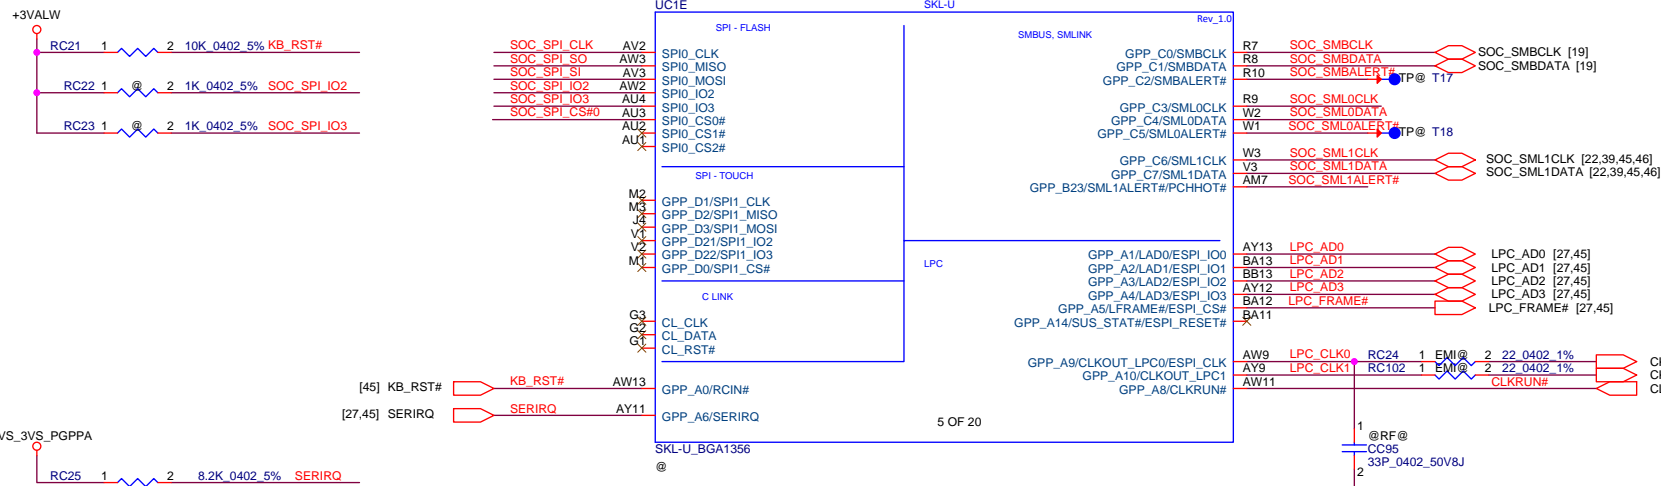 +3VALW
RC21 1 2 10K_0402_5% KB_RST#
RC22 1 @ 2 1K_0402_5% SOC_SPI_IO2
RC23 1 @ 2 1K_0402_5% SOC_SPI_IO3
UC1E SKL-U
Rev_1.0
SPI - FLASH
SMBUS, SMLINK
SOC_SPI_CLK AV2 SPI0_CLK
SOC_SPI_SO AW3 SPI0_MISO
SOC_SPI_SI AV3 SPI0_MOSI
SOC_SPI_IO2 AW2 SPI0_IO2
SOC_SPI_IO3 AU4 SPI0_IO3
SOC_SPI_CS#0 AU3 SPI0_CS0#
AU2 SPI0_CS1#
AU1 SPI0_CS2#
GPP_C0/SMBCLK R7 SOC_SMBCLK SOC_SMBCLK [19]
GPP_C1/SMBDATA R8 SOC_SMBDATA SOC_SMBDATA [19]
GPP_C2/SMBALERT# R10 SOC_SMBALERT# TP@ T17
GPP_C3/SML0CLK R9 SOC_SML0CLK
GPP_C4/SML0DATA W2 SOC_SML0DATA
GPP_C5/SML0ALERT# W1 SOC_SML0ALERT# TP@ T18
GPP_C6/SML1CLK W3 SOC_SML1CLK SOC_SML1CLK [22,39,45,46]
GPP_C7/SML1DATA V3 SOC_SML1DATA SOC_SML1DATA [22,39,45,46]
GPP_B23/SML1ALERT#/PCHHOT# AM7 SOC_SML1ALERT#
SPI - TOUCH
M2 GPP_D1/SPI1_CLK
M3 GPP_D2/SPI1_MISO
J4 GPP_D3/SPI1_MOSI
V1 GPP_D21/SPI1_IO2
V2 GPP_D22/SPI1_IO3
M1 GPP_D0/SPI1_CS#
LPC
GPP_A1/LAD0/ESPI_IO0 AY13 LPC_AD0 LPC_AD0 [27,45]
GPP_A2/LAD1/ESPI_IO1 BA13 LPC_AD1 LPC_AD1 [27,45]
GPP_A3/LAD2/ESPI_IO2 BB13 LPC_AD2 LPC_AD2 [27,45]
GPP_A4/LAD3/ESPI_IO3 AY12 LPC_AD3 LPC_AD3 [27,45]
GPP_A5/LFRAME#/ESPI_CS# BA12 LPC_FRAME# LPC_FRAME# [27,45]
GPP_A14/SUS_STAT#/ESPI_RESET# BA11
C LINK
G3 CL_CLK
G2 CL_DATA
G1 CL_RST#
GPP_A9/CLKOUT_LPC0/ESPI_CLK AW9 LPC_CLK0 RC24 1 EMI@ 2 22_0402_1%
GPP_A10/CLKOUT_LPC1 AY9 LPC_CLK1 RC102 1 EMI@ 2 22_0402_1%
GPP_A8/CLKRUN# AW11 CLKRUN#
[45] KB_RST# KB_RST# AW13 GPP_A0/RCIN#
[27,45] SERIRQ SERIRQ AY11 GPP_A6/SERIRQ
5 OF 20
SKL-U_BGA1356
@
1
@RF@
CC95
33P_0402_50V8J
2
VS_3VS_PGPPA
RC25 1 2 8.2K_0402_5% SERIRQ